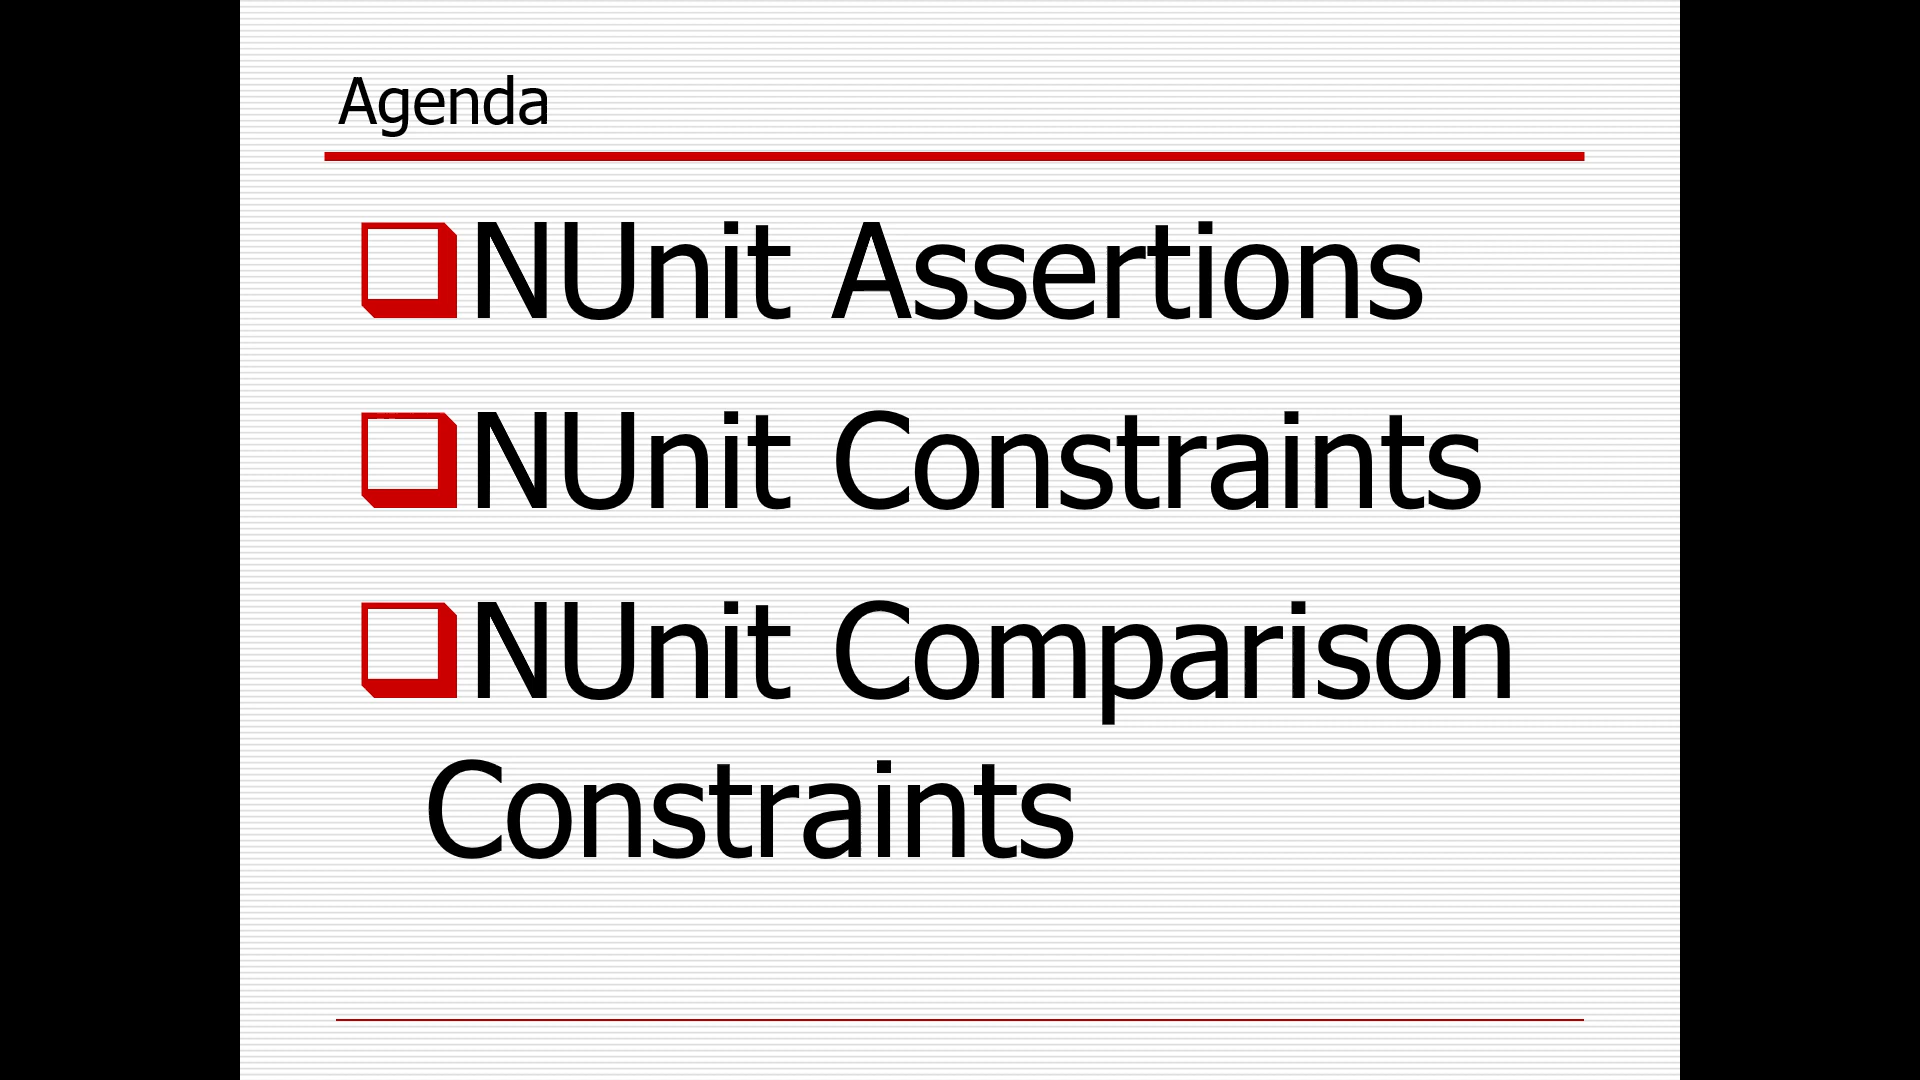 Agenda
NUnit Assertions
NUnit Constraints
NUnit Comparison
Constraints